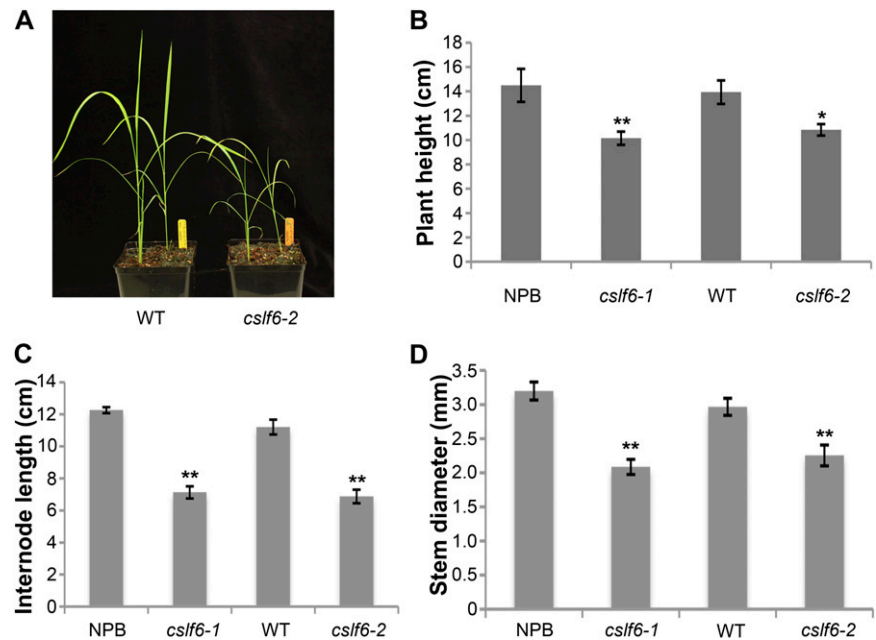 A
WT
cslf6-2
B
Plant height (cm)
18
16
14
12
10
8
6
4
2
0
**
*
NPB
cslf6-1
WT
cslf6-2
C
Internode length (cm)
14
12
10
8
6
4
2
0
**
**
NPB
cslf6-1
WT
cslf6-2
D
Stem diameter (mm)
3.5
3.0
2.5
2.0
1.5
1.0
0.5
0
**
**
NPB
cslf6-1
WT
cslf6-2